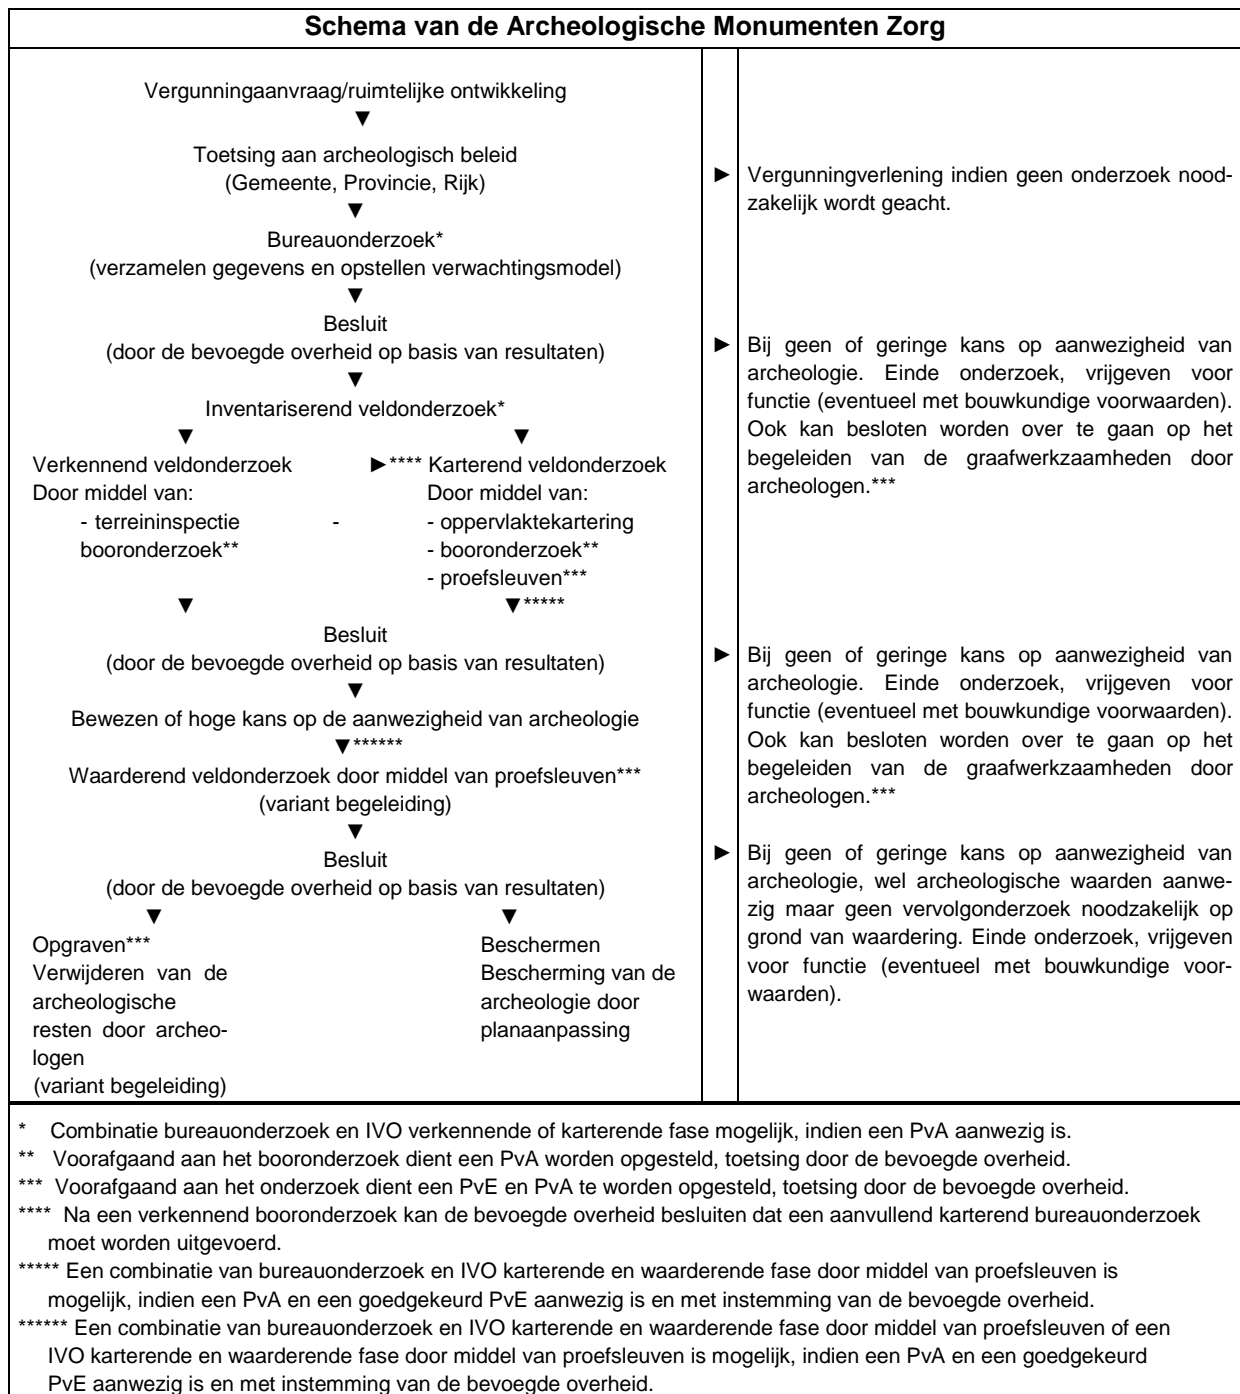 Schema van de Archeologische Monumenten Zorg
Vergunningaanvraag/ruimtelijke ontwikkeling
▼
Toetsing aan archeologisch beleid
(Gemeente, Provincie, Rijk)
▼
Bureauonderzoek*
(verzamelen gegevens en opstellen verwachtingsmodel)
▼
Besluit
(door de bevoegde overheid op basis van resultaten)
▼
Inventariserend veldonderzoek*
▼ ▼
Verkennend veldonderzoek ►**** Karterend veldonderzoek
Door middel van: Door middel van:
- terreininspectie - - oppervlaktekartering
booronderzoek** - booronderzoek**
- proefsleuven***
▼ ▼*****
Besluit
(door de bevoegde overheid op basis van resultaten)
▼
Bewezen of hoge kans op de aanwezigheid van archeologie
▼******
Waarderend veldonderzoek door middel van proefsleuven***
(variant begeleiding)
▼
Besluit
(door de bevoegde overheid op basis van resultaten)
▼ ▼
Opgraven***
Verwijderen van de
archeologische
resten door archeo-
logen
(variant begeleiding)
Beschermen
Bescherming van de
archeologie door
planaanpassing
► Vergunningverlening indien geen onderzoek nood-
zakelijk wordt geacht.
► Bij geen of geringe kans op aanwezigheid van
archeologie. Einde onderzoek, vrijgeven voor
functie (eventueel met bouwkundige voorwaarden).
Ook kan besloten worden over te gaan op het
begeleiden van de graafwerkzaamheden door
archeologen.***
► Bij geen of geringe kans op aanwezigheid van
archeologie. Einde onderzoek, vrijgeven voor
functie (eventueel met bouwkundige voorwaarden).
Ook kan besloten worden over te gaan op het
begeleiden van de graafwerkzaamheden door
archeologen.***
► Bij geen of geringe kans op aanwezigheid van
archeologie, wel archeologische waarden aanwe-
zig maar geen vervolgonderzoek noodzakelijk op
grond van waardering. Einde onderzoek, vrijgeven
voor functie (eventueel met bouwkundige voor-
waarden).
* Combinatie bureauonderzoek en IVO verkennende of karterende fase mogelijk, indien een PvA aanwezig is.
** Voorafgaand aan het booronderzoek dient een PvA worden opgesteld, toetsing door de bevoegde overheid.
*** Voorafgaand aan het onderzoek dient een PvE en PvA te worden opgesteld, toetsing door de bevoegde overheid.
**** Na een verkennend booronderzoek kan de bevoegde overheid besluiten dat een aanvullend karterend bureauonderzoek
moet worden uitgevoerd.
***** Een combinatie van bureauonderzoek en IVO karterende en waarderende fase door middel van proefsleuven is
mogelijk, indien een PvA en een goedgekeurd PvE aanwezig is en met instemming van de bevoegde overheid.
****** Een combinatie van bureauonderzoek en IVO karterende en waarderende fase door middel van proefsleuven of een
IVO karterende en waarderende fase door middel van proefsleuven is mogelijk, indien een PvA en een goedgekeurd
PvE aanwezig is en met instemming van de bevoegde overheid.